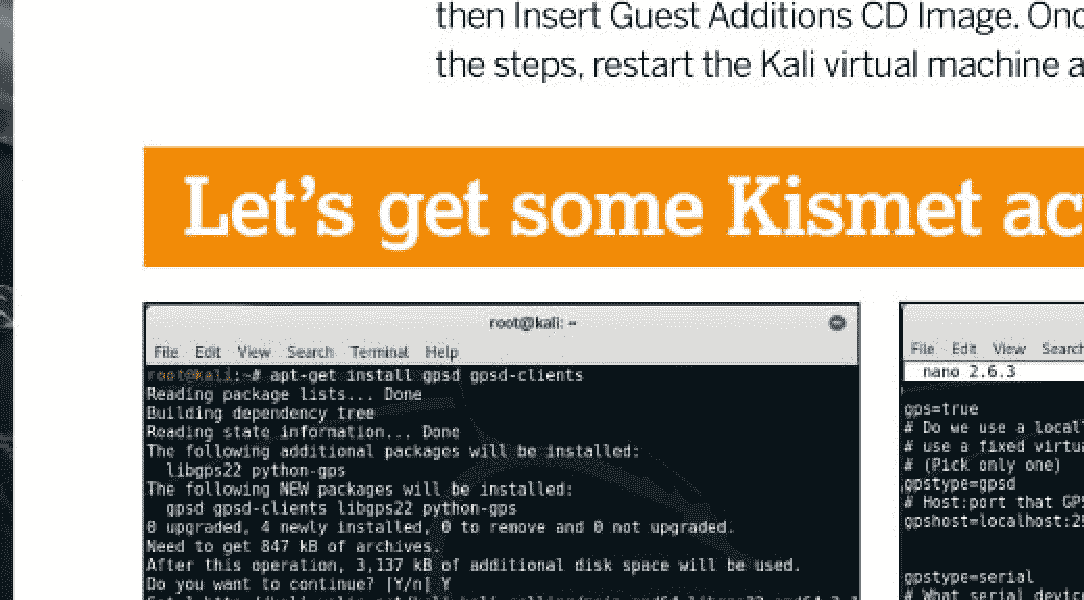 then Insert Guest Additions CD Image. Onc
the steps, restart the Kali virtual machine a
Let's get some Kismet ac
root@kali: ~
File Edit View Search Terminal Help
root@kali:~# apt-get install gpsd gpsd-clients
Reading package lists... Done
Building dependency tree
Reading state information... Done
The following additional packages will be installed:
libgps22 python-gps
The following NEW packages will be installed:
gpsd gpsd-clients libgps22 python-gps
0 upgraded, 4 newly installed, 0 to remove and 0 not upgraded.
Need to get 847 kB of archives.
After this operation, 3,137 kB of additional disk space will be used.
Do you want to continue? [Y/n] Y
File Edit View Search
nano 2.6.3
gps=true
# Do we use a locall
# use a fixed virtua
# (Pick only one)
gpstype=gpsd
# Host:port that GPS
gpshost=localhost:29
gpstype=serial
# What serial devic